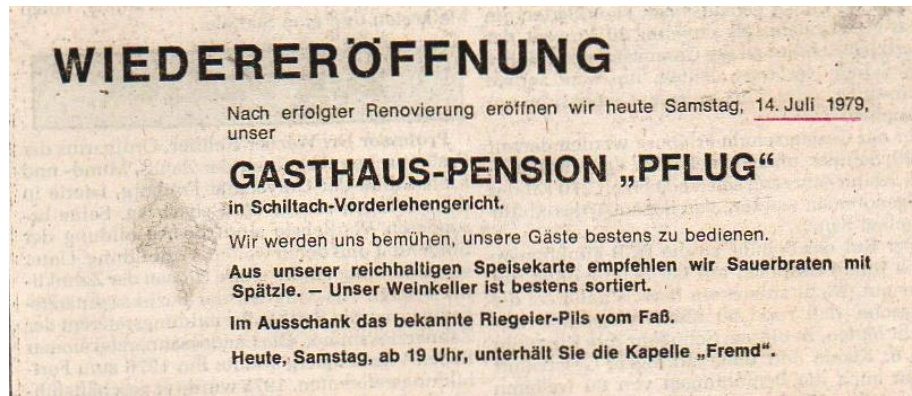 WIEDERERÖFFNUNG
Nach erfolgter Renovierung eröffnen wir heute Samstag, 14. Juli 1979,
unser
GASTHAUS-PENSION „PFLUG“
in Schiltach-Vorderlehengericht.
Wir werden uns bemühen, unsere Gäste bestens zu bedienen.
Aus unserer reichhaltigen Speisekarte empfehlen wir Sauerbraten mit
Spätzle. — Unser Weinkeller ist bestens sortiert.
Im Ausschank das bekannte Riegeier-Pils vom Faß.
Heute, Samstag, ab 19 Uhr, unterhält Sie die Kapelle „Fremd“.